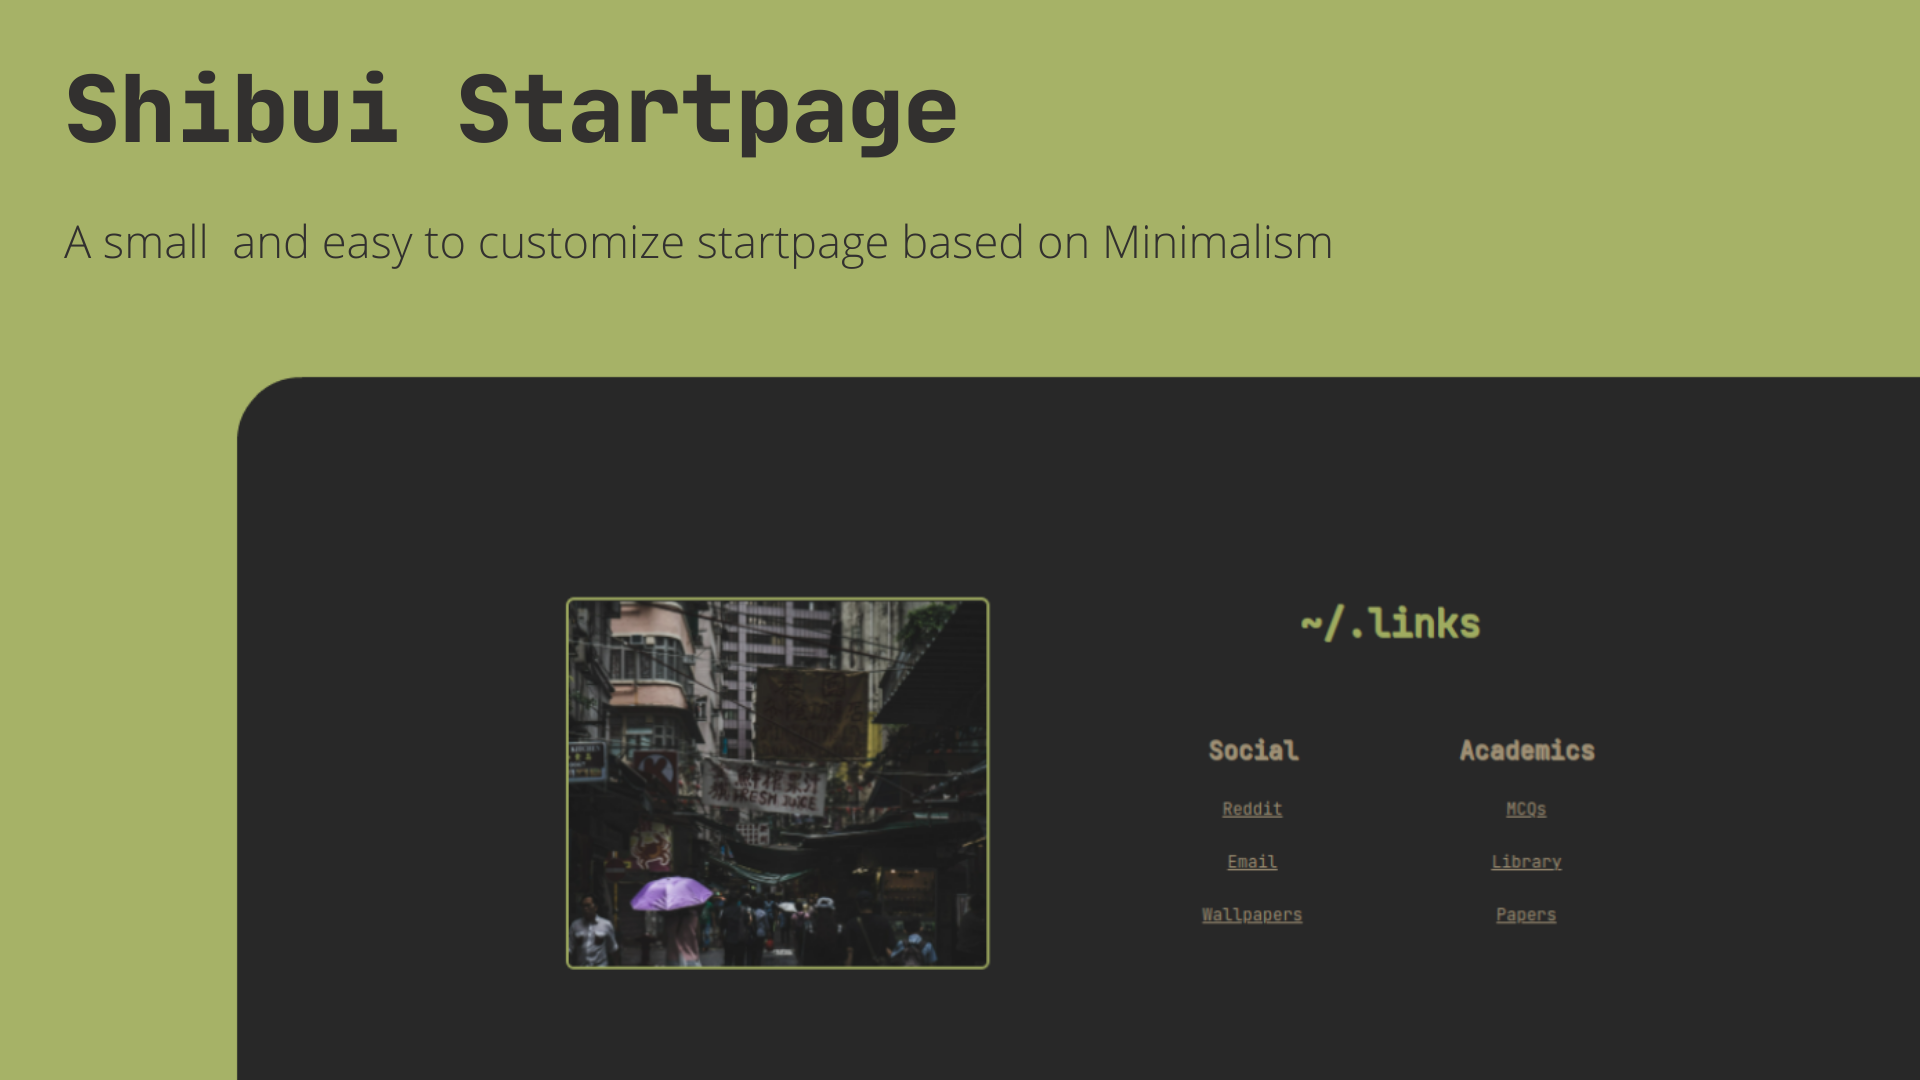 Shibui Startpage
A small  and easy to customize startpage based on Minimalism
~/.links
Social
Reddit
Email
Wallpapers
Academics
MCQs
Library
Papers
K
FRESH JUICE